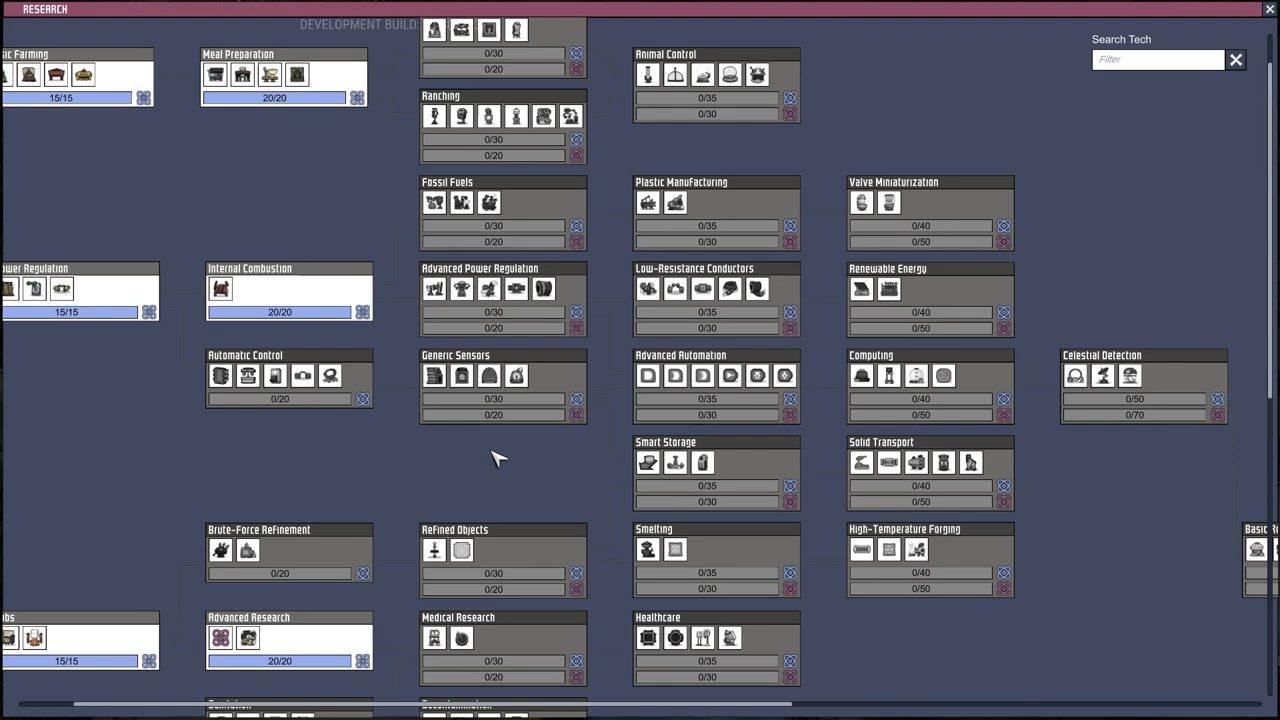 RESEARCH
DEVELOPMENT BUILD:
Search Tech
Filter
0/30
0/20
ic Farming
15/15
Meal Preparation
20/20
Animal Control
0/35
0/30
Ranching
0/30
0/20
Fossil Fuels
0/30
0/20
Plastic Manufacturing
0/35
0/30
Valve Miniaturization
0/40
0/50
ower Regulation
15/15
Internal Combustion
20/20
Advanced Power Regulation
0/30
0/20
Low-Resistance Conductors
0/35
0/30
Renewable Energy
0/40
0/50
Automatic Control
0/20
Generic Sensors
0/30
0/20
Advanced Automation
0/35
0/30
Computing
0/40
0/50
Celestial Detection
0/50
0/70
Smart Storage
0/35
0/30
Solid Transport
0/40
0/50
Brute-Force Refinement
0/20
Refined Objects
0/30
0/20
Smelting
0/35
0/30
High-Temperature Forging
0/40
0/50
Basic R
bs
15/15
Advanced Research
20/20
Medical Research
0/30
0/20
Healthcare
0/35
0/30